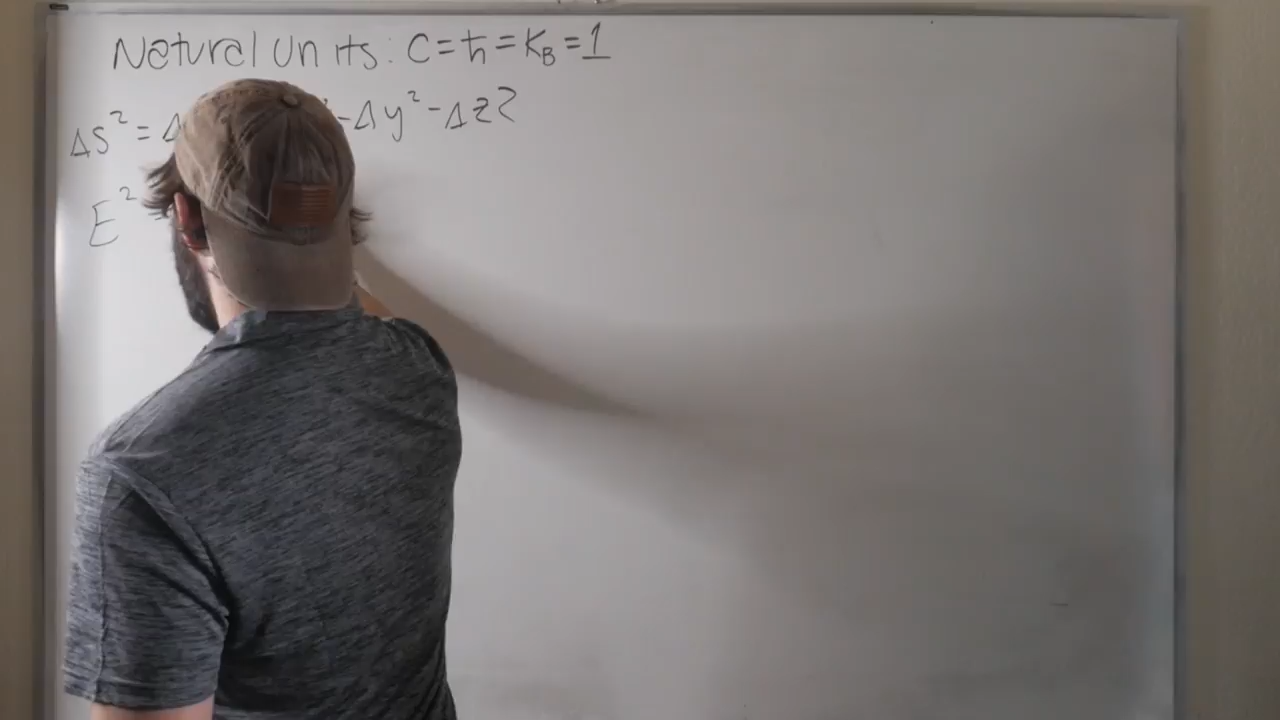 Natural Units: C=ħ=K_B=1
ΔS²=Δ -Δy²-Δz²
E²=